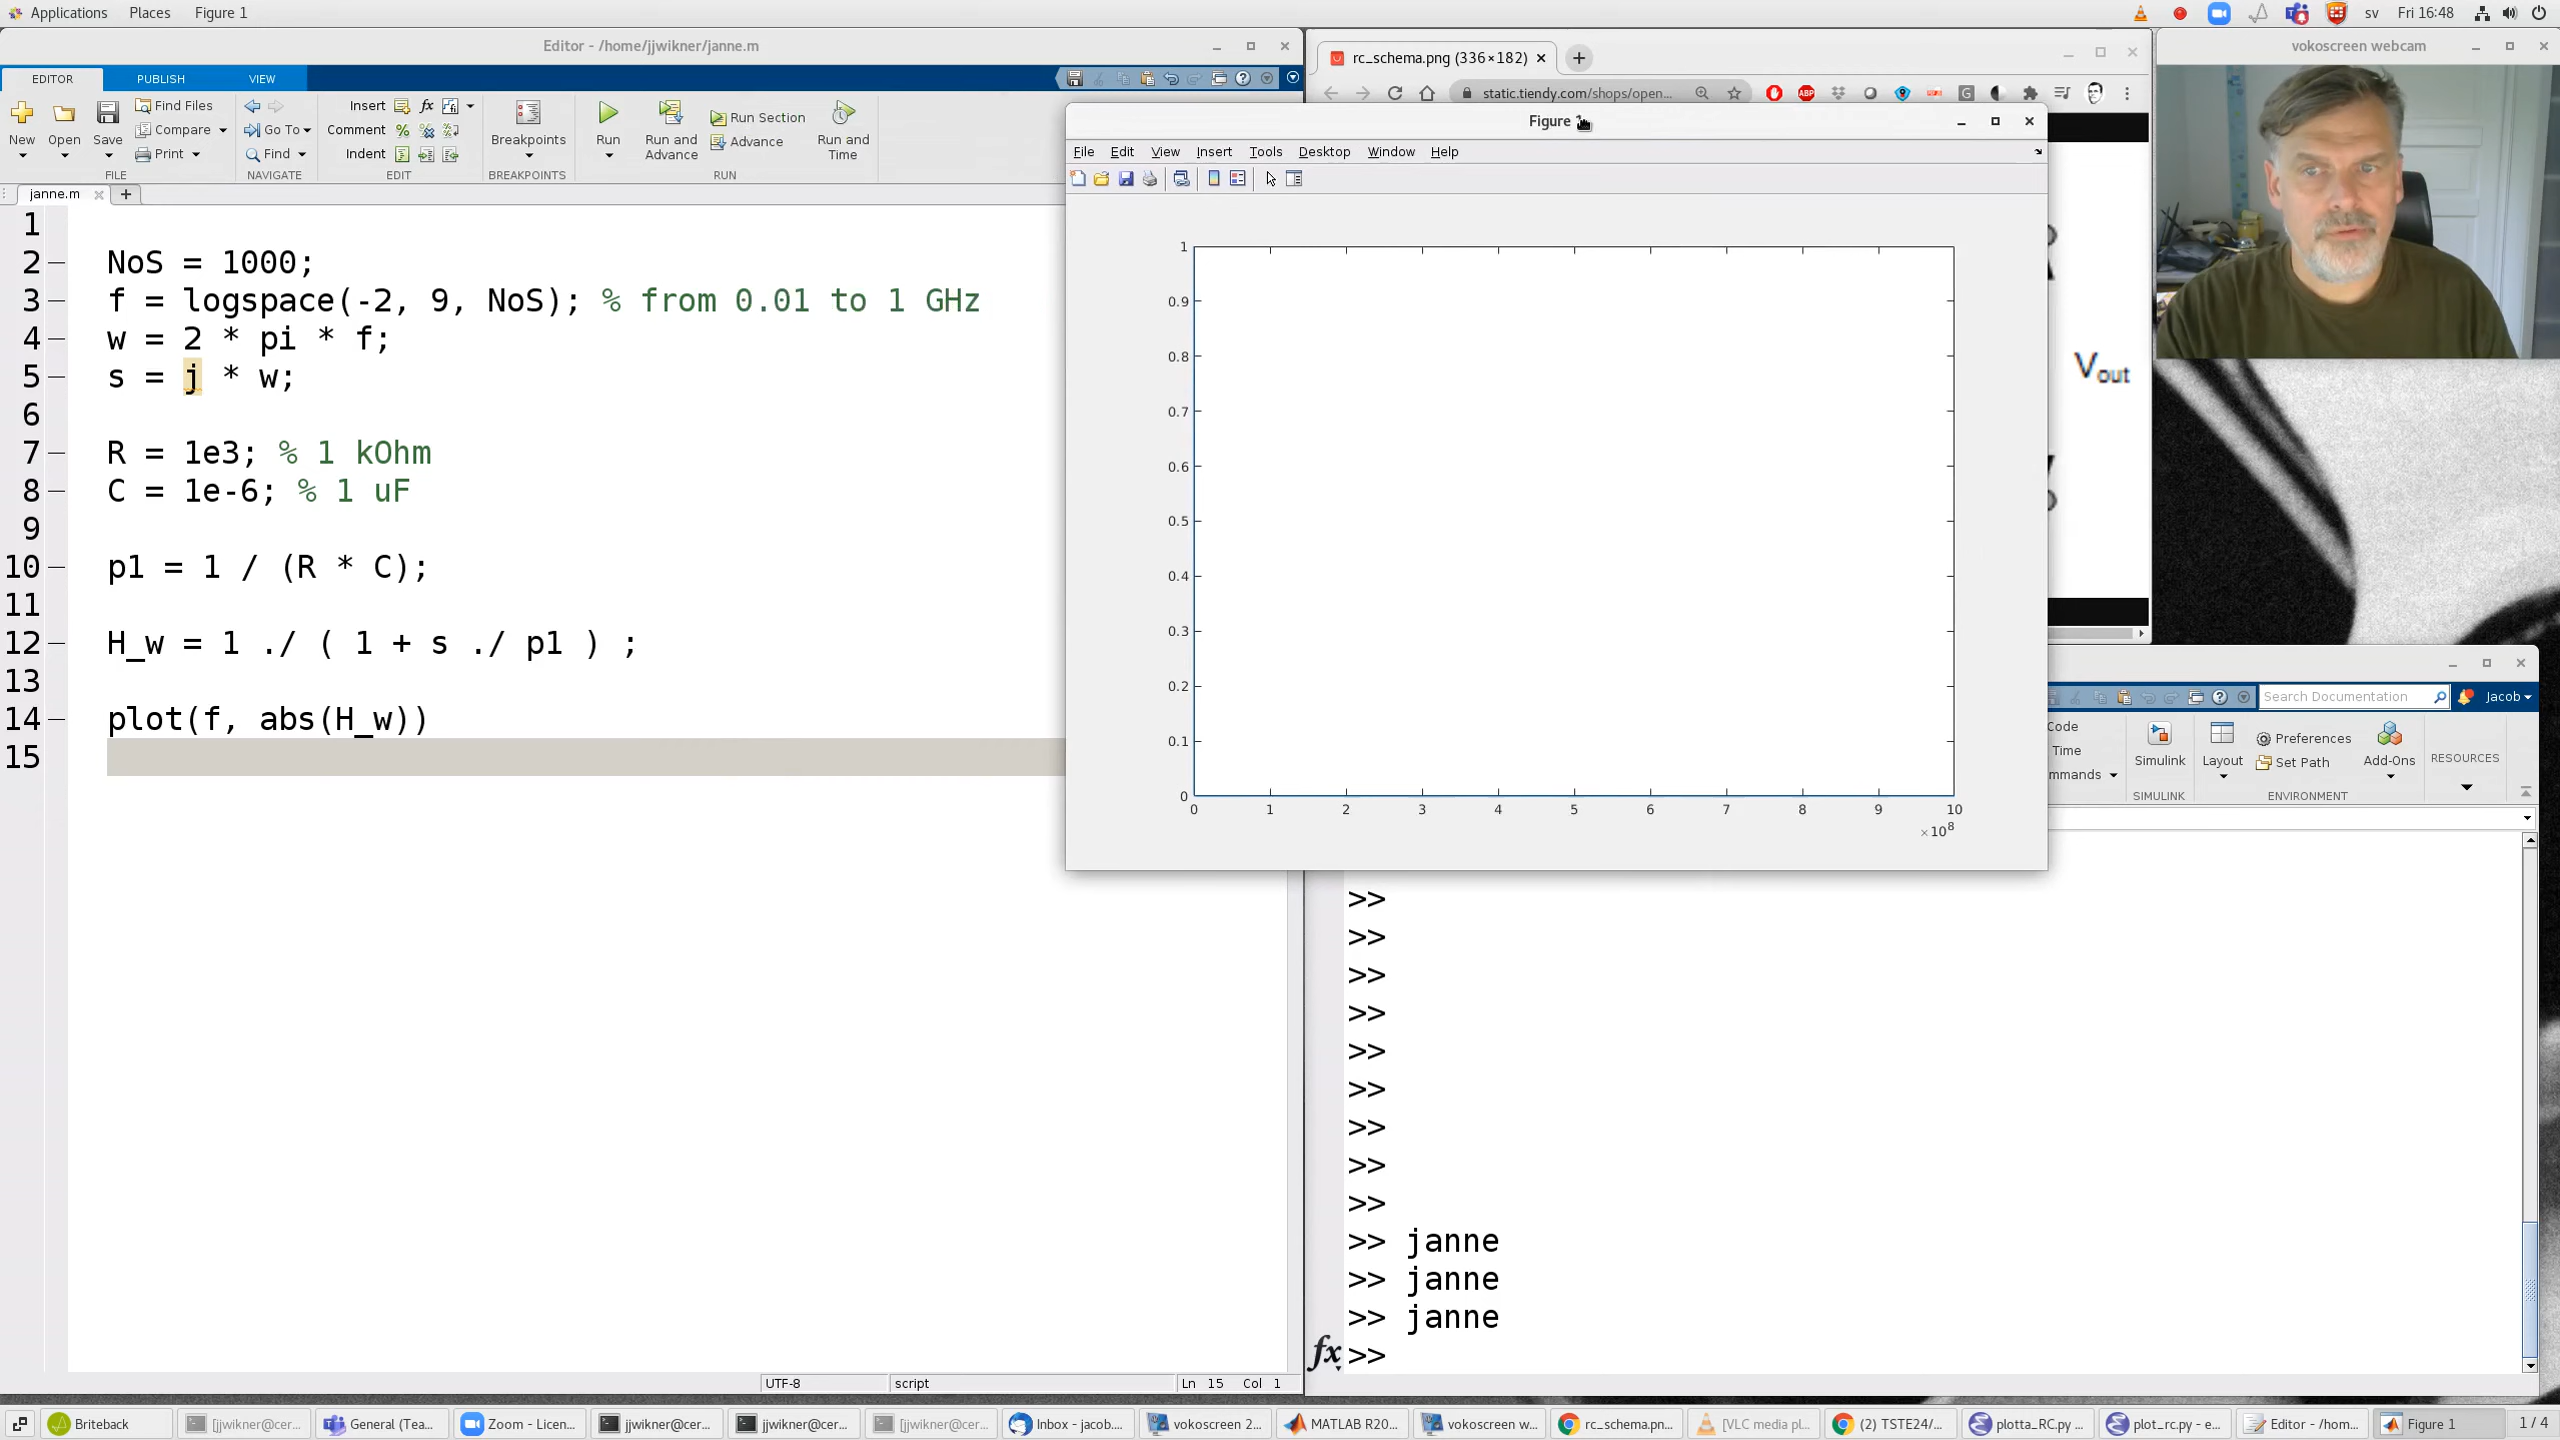 Applications Places Figure 1
sv Fri 16:48
Editor - /home/jjwikner/janne.m
EDITOR PUBLISH VIEW
New Open Save
Find Files
Compare
Print
FILE
Go To
Find
NAVIGATE
Insert fx
Comment %
Indent
EDIT
Breakpoints
BREAKPOINTS
Run
Run and Advance
Run Section
Advance
Run and Time
RUN
janne.m
1
2 NoS = 1000;
3 f = logspace(-2, 9, NoS); % from 0.01 to 1 GHz
4 w = 2 * pi * f;
5 s = j * w;
6
7 R = 1e3; % 1 kOhm
8 C = 1e-6; % 1 uF
9
10 p1 = 1 / (R * C);
11
12 H_w = 1 ./ ( 1 + s ./ p1 ) ;
13
14 plot(f, abs(H_w))
15
UTF-8 script Ln 15 Col 1
rc_schema.png (336×182)
static.tiendy.com/shops/open...
ABP
G
Vout
vokoscreen webcam
Figure 1
File Edit View Insert Tools Desktop Window Help
1
0.9
0.8
0.7
0.6
0.5
0.4
0.3
0.2
0.1
0
0 1 2 3 4 5 6 7 8 9 10
×10^8
Search Documentation
Jacob
Code
Time
mmands
Simulink
SIMULINK
Layout
Preferences
Set Path
Add-Ons
ENVIRONMENT
RESOURCES
>>
>>
>>
>>
>>
>>
>>
>>
>>
>> janne
>> janne
>> janne
fx >>
Briteback
[jjwikner@cer...
General (Tea...
Zoom - Licen...
jjwikner@cer...
jjwikner@cer...
[jjwikner@cer...
Inbox - jacob....
vokoscreen 2...
MATLAB R20...
vokoscreen w...
rc_schema.pn...
[VLC media pl...
(2) TSTE24/...
plotta_RC.py ...
plot_rc.py - e...
Editor - /hom...
Figure 1
1 / 4